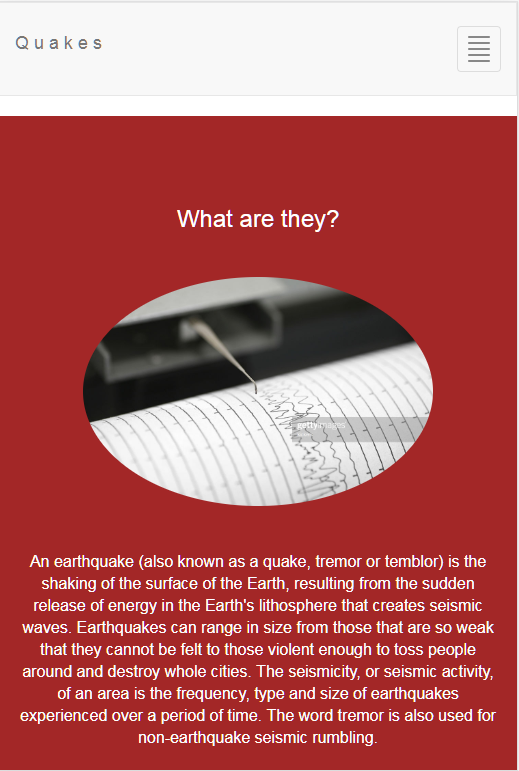 Quakes
What are they?
gettyimages
An earthquake (also known as a quake, tremor or temblor) is the
shaking of the surface of the Earth, resulting from the sudden
release of energy in the Earth's lithosphere that creates seismic
waves. Earthquakes can range in size from those that are so weak
that they cannot be felt to those violent enough to toss people
around and destroy whole cities. The seismicity, or seismic activity,
of an area is the frequency, type and size of earthquakes
experienced over a period of time. The word tremor is also used for
non-earthquake seismic rumbling.